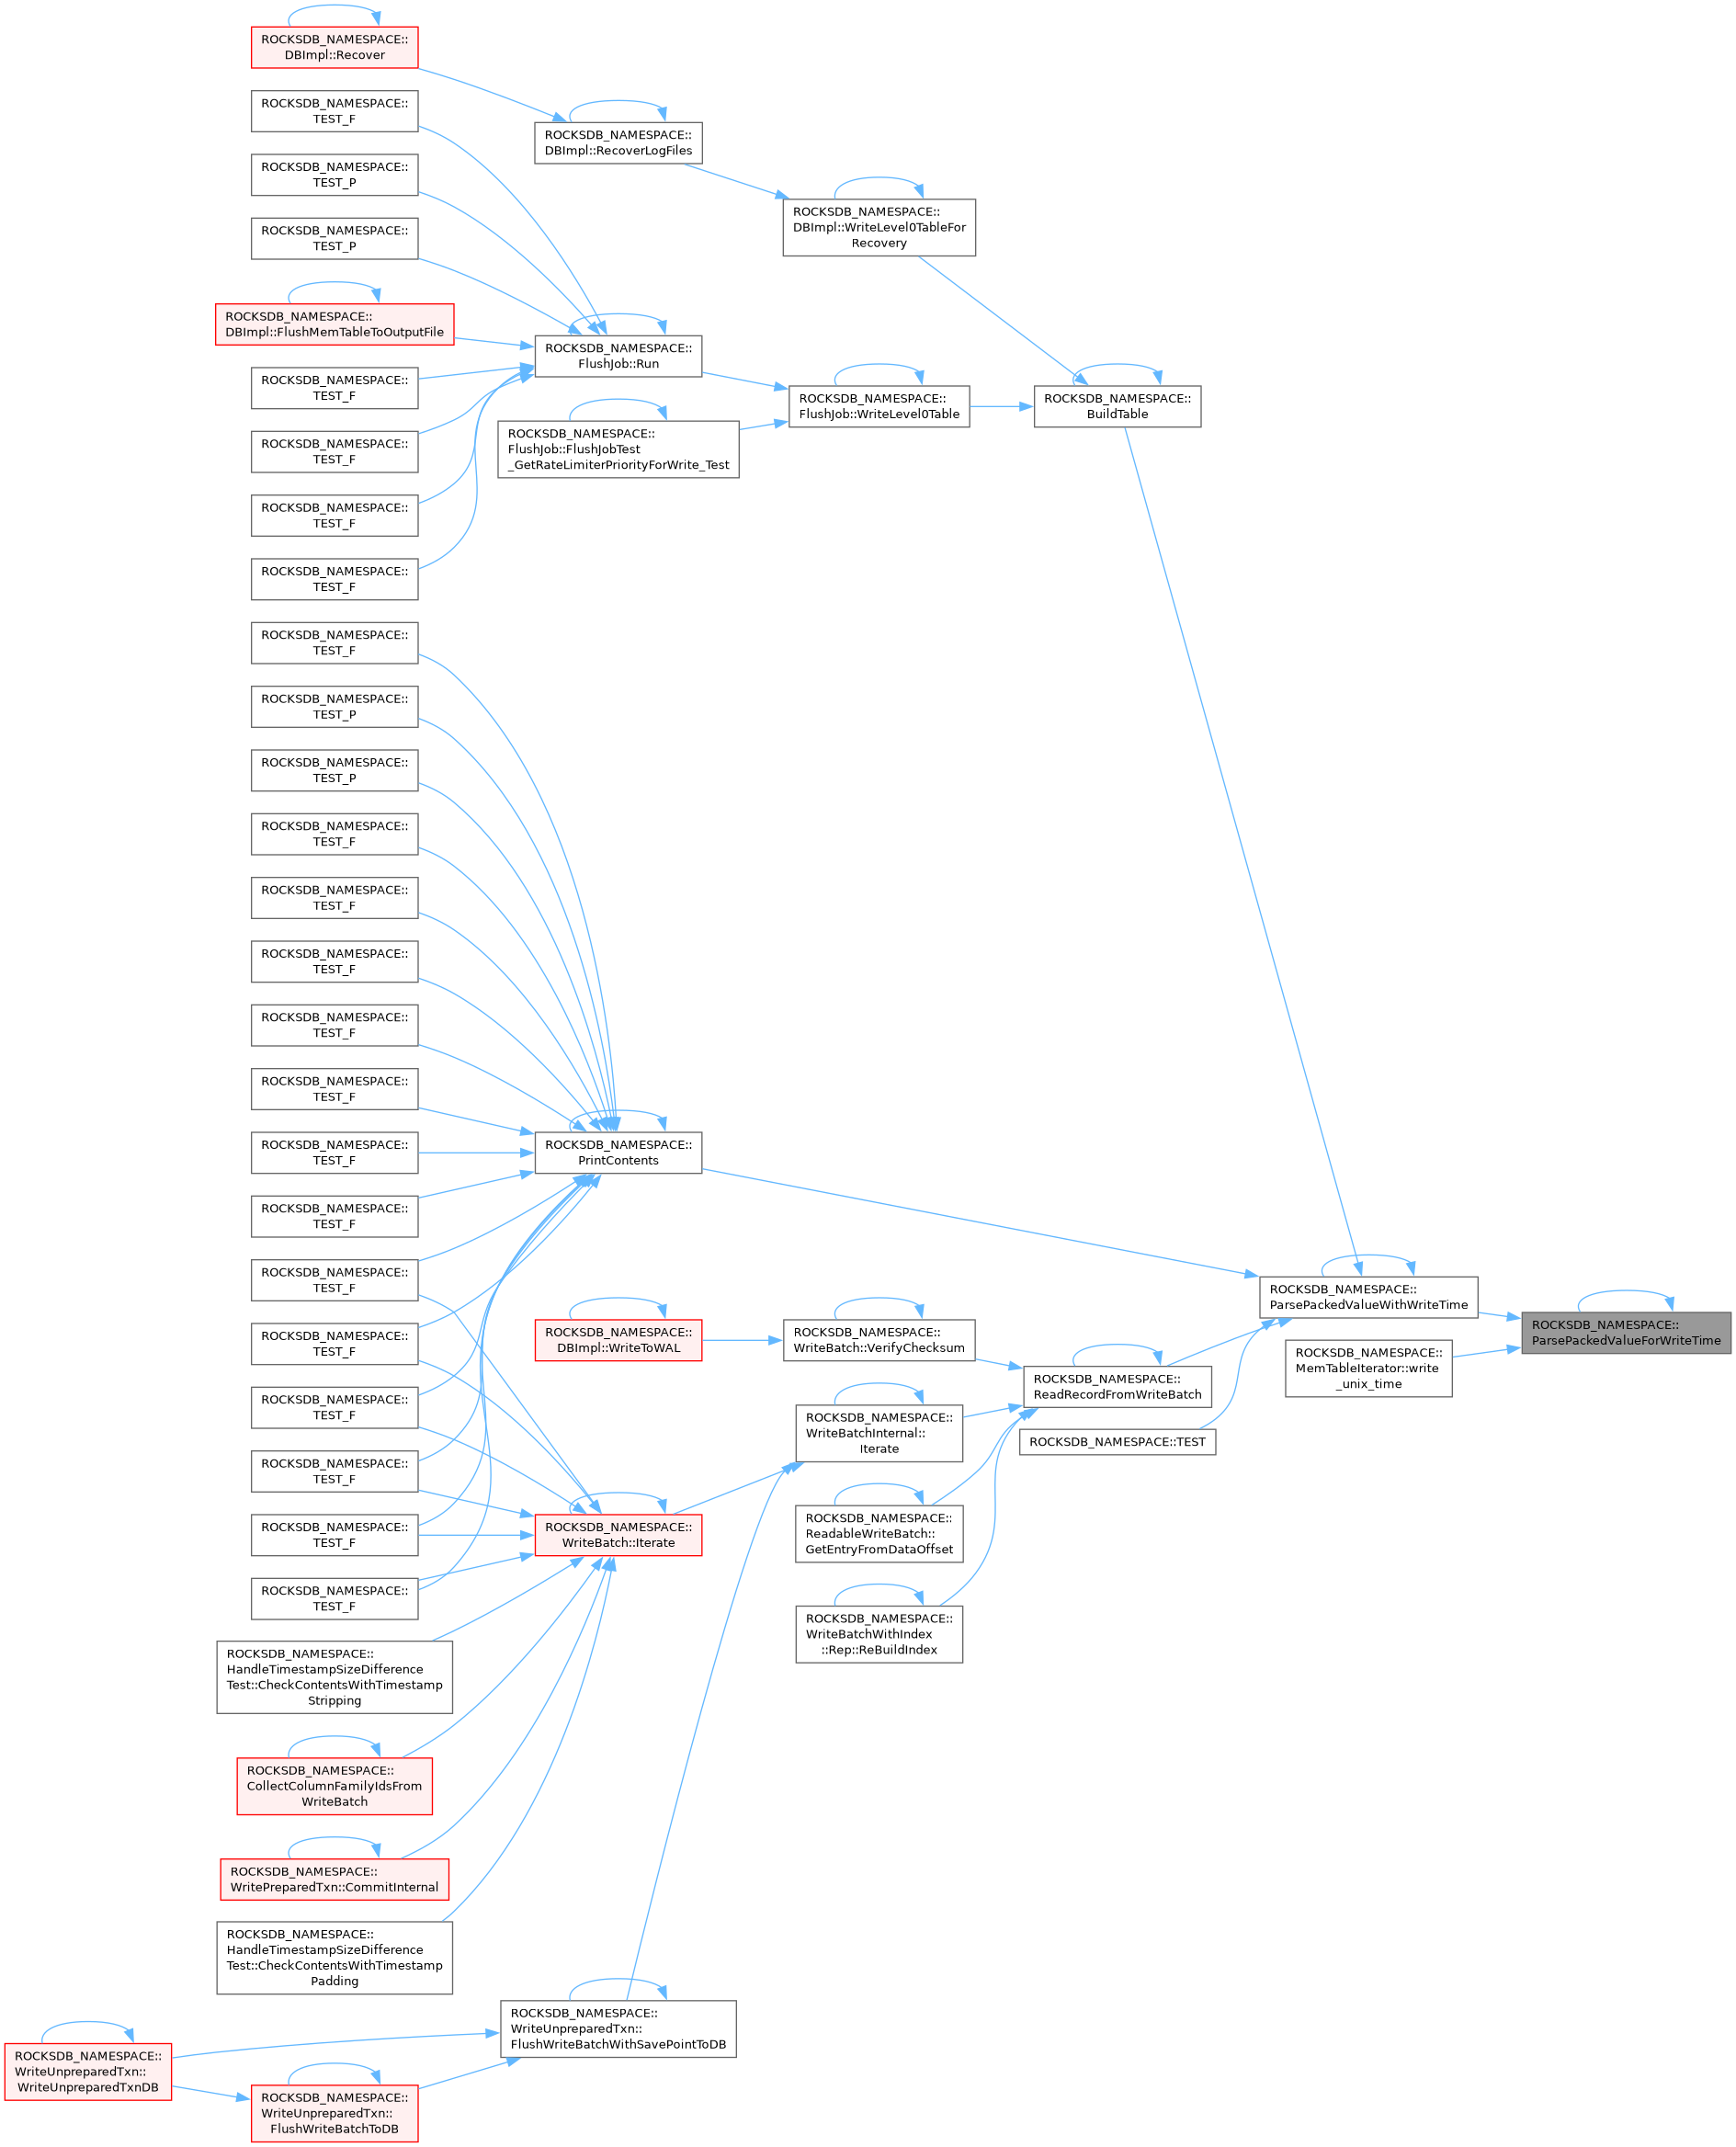 ROCKSDB_NAMESPACE::
DBImpl::Recover
ROCKSDB_NAMESPACE::
TEST_F
ROCKSDB_NAMESPACE::
DBImpl::RecoverLogFiles
ROCKSDB_NAMESPACE::
TEST_P
ROCKSDB_NAMESPACE::
DBImpl::WriteLevel0TableFor
Recovery
ROCKSDB_NAMESPACE::
TEST_P
ROCKSDB_NAMESPACE::
DBImpl::FlushMemTableToOutputFile
ROCKSDB_NAMESPACE::
FlushJob::Run
ROCKSDB_NAMESPACE::
TEST_F
ROCKSDB_NAMESPACE::
FlushJob::WriteLevel0Table
ROCKSDB_NAMESPACE::
BuildTable
ROCKSDB_NAMESPACE::
FlushJob::FlushJobTest
_GetRateLimiterPriorityForWrite_Test
ROCKSDB_NAMESPACE::
TEST_F
ROCKSDB_NAMESPACE::
TEST_F
ROCKSDB_NAMESPACE::
TEST_F
ROCKSDB_NAMESPACE::
TEST_F
ROCKSDB_NAMESPACE::
TEST_P
ROCKSDB_NAMESPACE::
TEST_P
ROCKSDB_NAMESPACE::
TEST_F
ROCKSDB_NAMESPACE::
TEST_F
ROCKSDB_NAMESPACE::
TEST_F
ROCKSDB_NAMESPACE::
TEST_F
ROCKSDB_NAMESPACE::
TEST_F
ROCKSDB_NAMESPACE::
TEST_F
ROCKSDB_NAMESPACE::
PrintContents
ROCKSDB_NAMESPACE::
TEST_F
ROCKSDB_NAMESPACE::
TEST_F
ROCKSDB_NAMESPACE::
ParsePackedValueWithWriteTime
ROCKSDB_NAMESPACE::
ParsePackedValueForWriteTime
ROCKSDB_NAMESPACE::
TEST_F
ROCKSDB_NAMESPACE::
DBImpl::WriteToWAL
ROCKSDB_NAMESPACE::
WriteBatch::VerifyChecksum
ROCKSDB_NAMESPACE::
MemTableIterator::write
_unix_time
ROCKSDB_NAMESPACE::
ReadRecordFromWriteBatch
ROCKSDB_NAMESPACE::
TEST_F
ROCKSDB_NAMESPACE::
WriteBatchInternal::
Iterate
ROCKSDB_NAMESPACE::TEST
ROCKSDB_NAMESPACE::
TEST_F
ROCKSDB_NAMESPACE::
TEST_F
ROCKSDB_NAMESPACE::
WriteBatch::Iterate
ROCKSDB_NAMESPACE::
ReadableWriteBatch::
GetEntryFromDataOffset
ROCKSDB_NAMESPACE::
TEST_F
ROCKSDB_NAMESPACE::
WriteBatchWithIndex
::Rep::ReBuildIndex
ROCKSDB_NAMESPACE::
HandleTimestampSizeDifference
Test::CheckContentsWithTimestamp
Stripping
ROCKSDB_NAMESPACE::
CollectColumnFamilyIdsFrom
WriteBatch
ROCKSDB_NAMESPACE::
WritePreparedTxn::CommitInternal
ROCKSDB_NAMESPACE::
HandleTimestampSizeDifference
Test::CheckContentsWithTimestamp
Padding
ROCKSDB_NAMESPACE::
WriteUnpreparedTxn::
FlushWriteBatchWithSavePointToDB
ROCKSDB_NAMESPACE::
WriteUnpreparedTxn::
WriteUnpreparedTxnDB
ROCKSDB_NAMESPACE::
WriteUnpreparedTxn::
FlushWriteBatchToDB